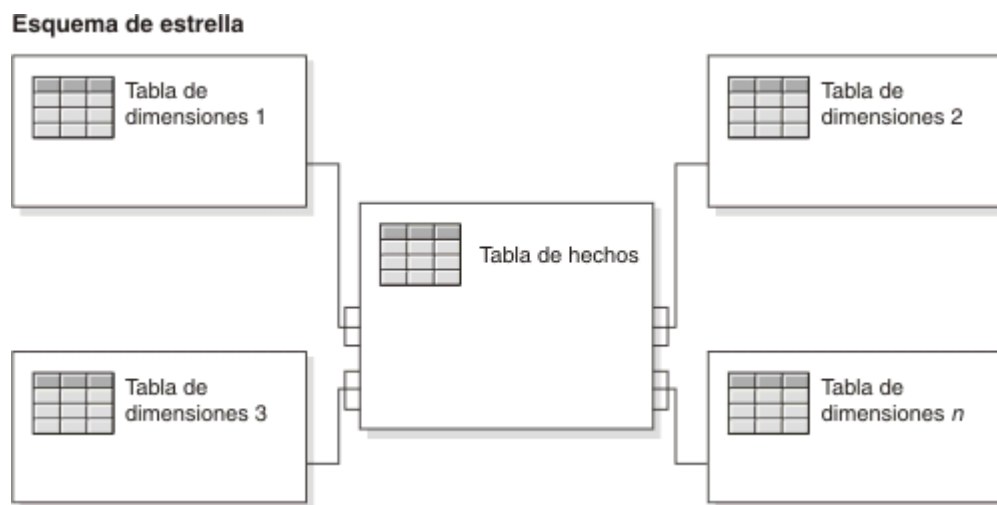 Esquema de estrella
Tabla de
dimensiones 1
Tabla de
dimensiones 2
Tabla de hechos
Tabla de
dimensiones 3
Tabla de
dimensiones n